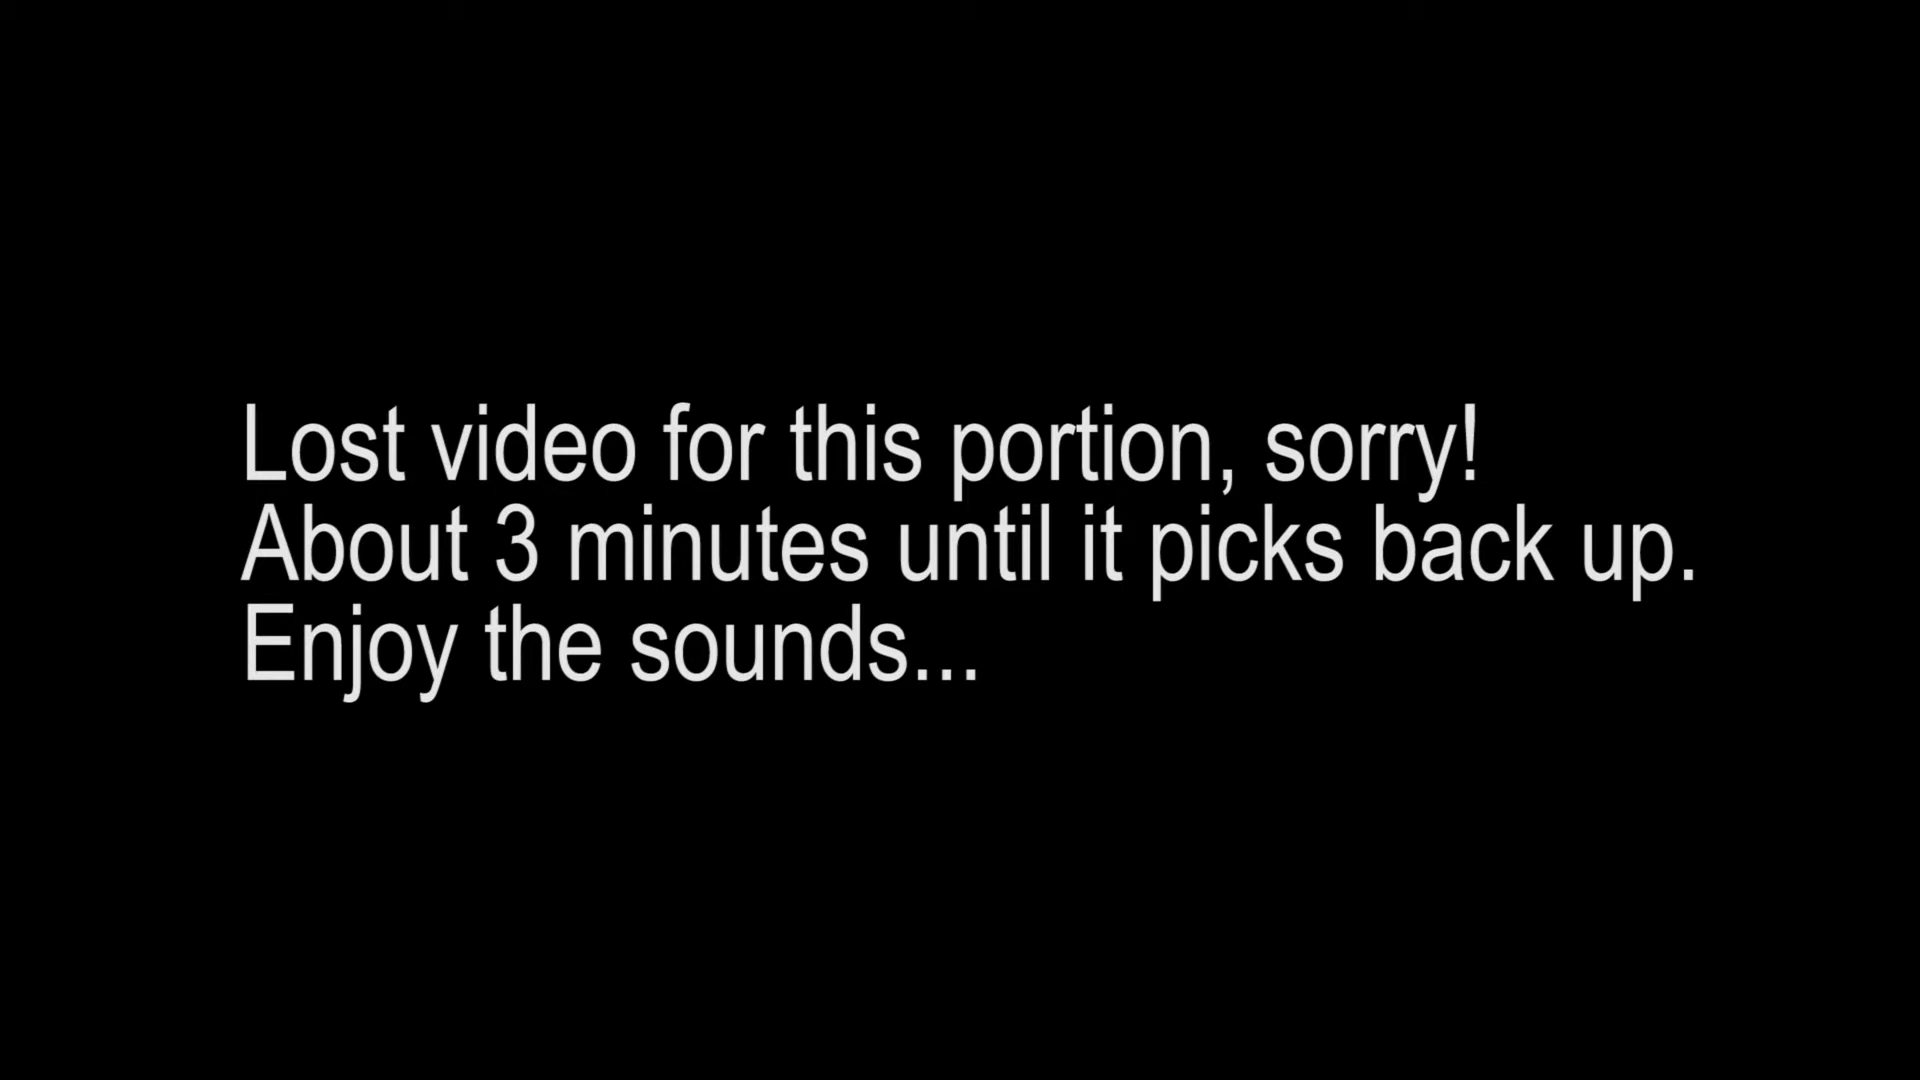 Lost video for this portion, sorry!
About 3 minutes until it picks back up.
Enjoy the sounds...